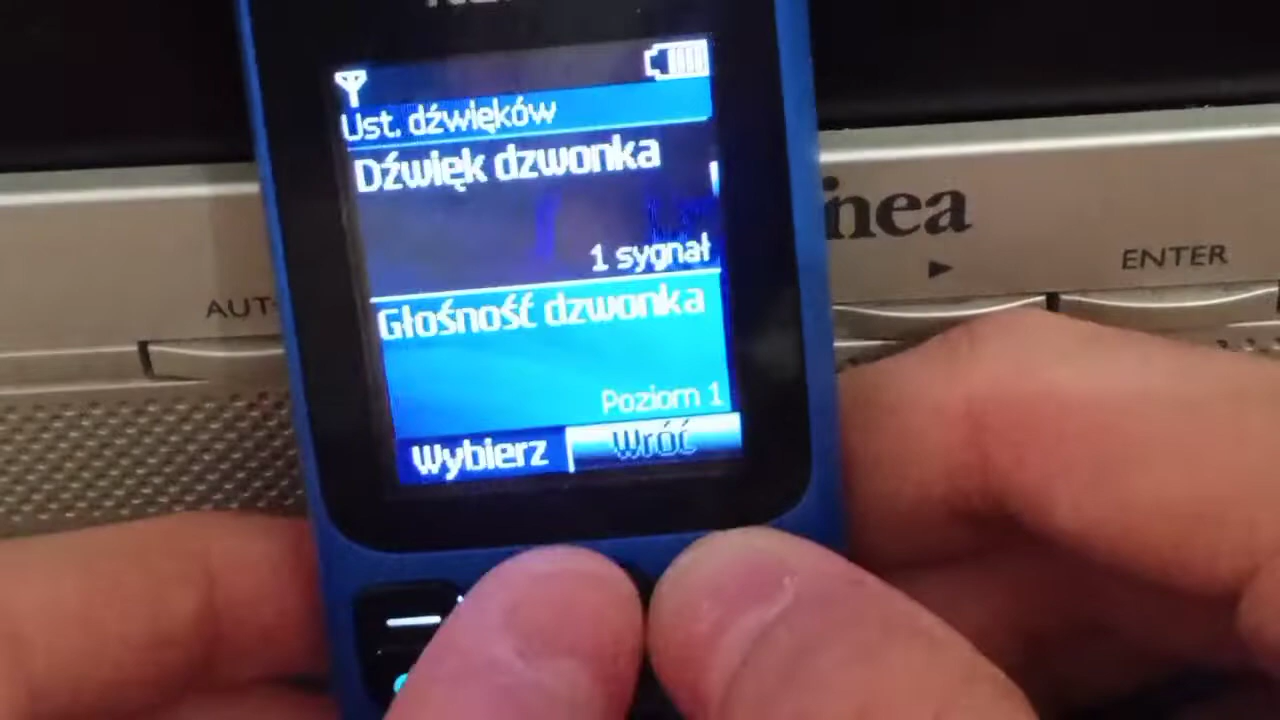 Ust. dźwięków
Dźwięk dzwonka
1 sygnał
Głośność dzwonka
Poziom 1
Wybierz
Wróć
inea
ENTER